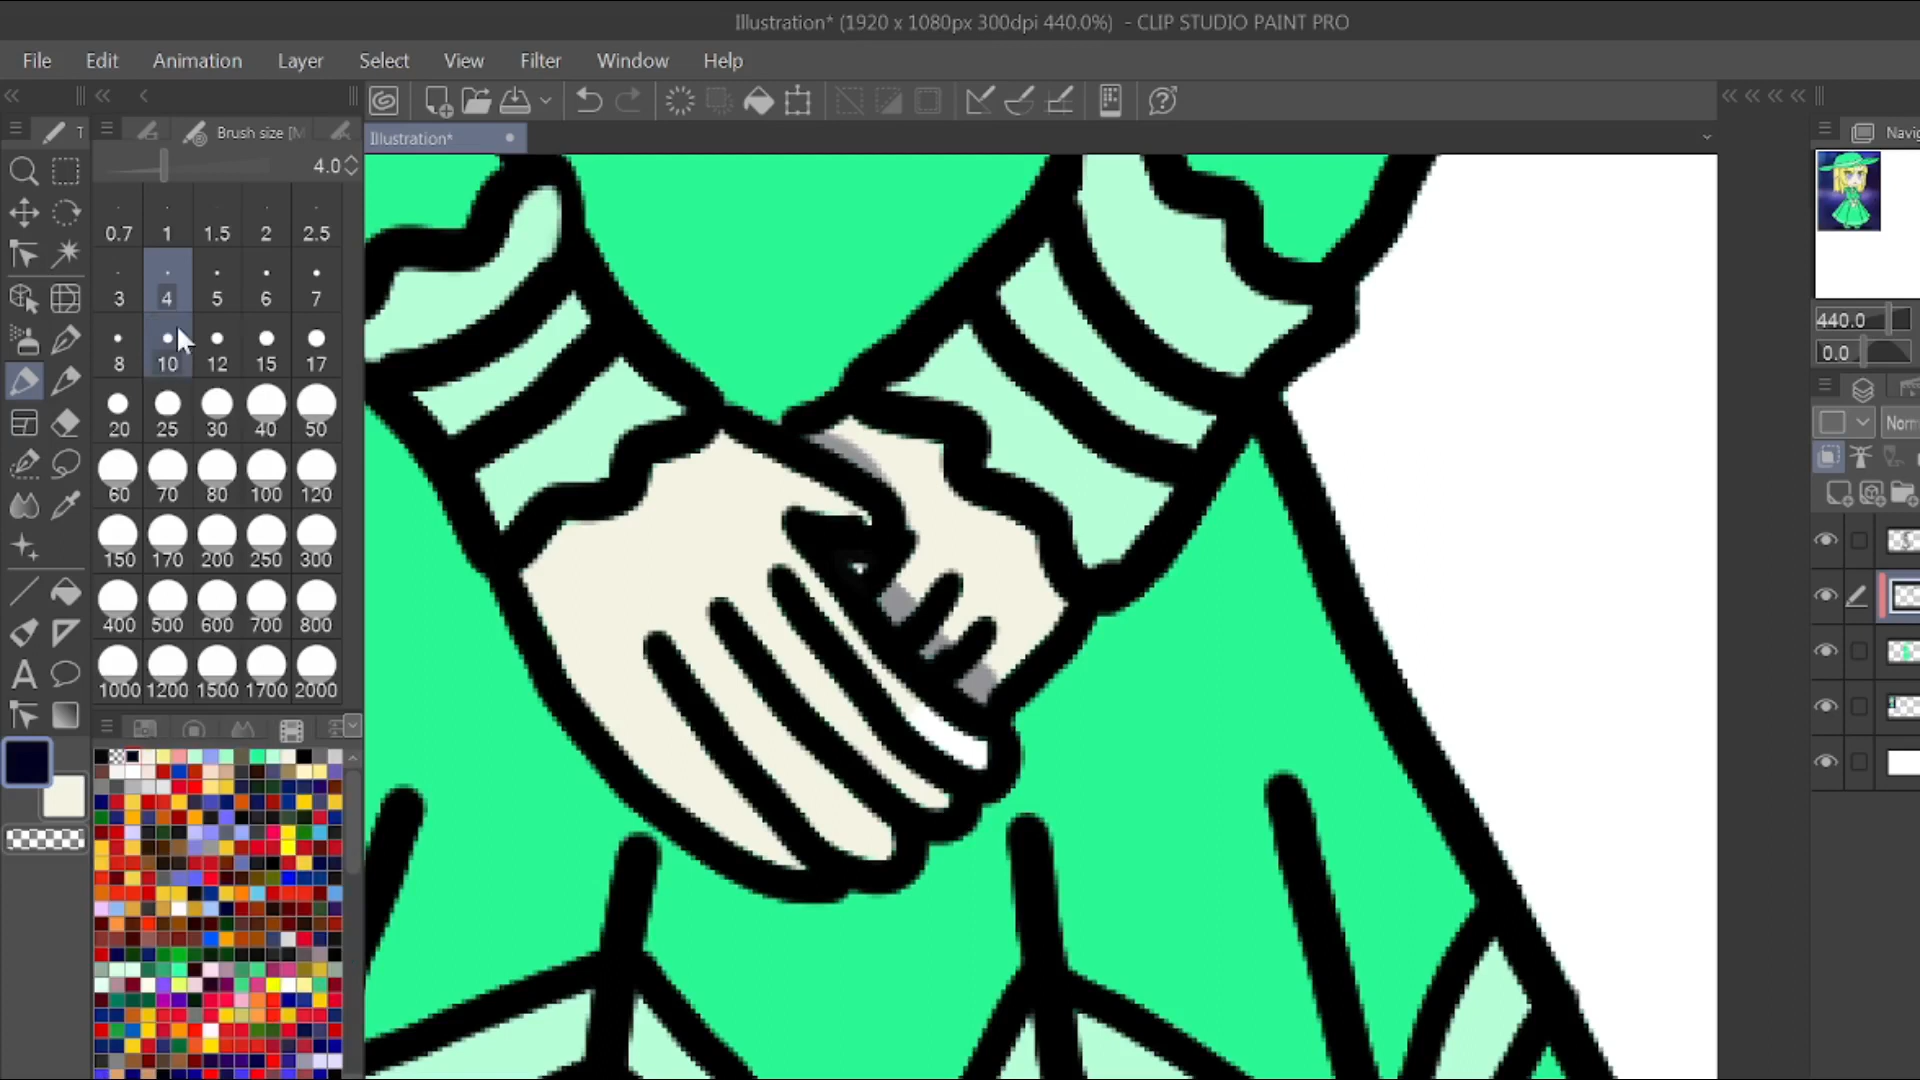 Illustration* (1920 x 1080px 300dpi 440.0%) - CLIP STUDIO PAINT PRO
File Edit Animation Layer Select View Filter Window Help
T Brush size [M
Illustration*
Navig
4.0
0.7 1 1.5 2 2.5
3 4 5 6 7
8 10 12 15 17
20 25 30 40 50
60 70 80 100 120
150 170 200 250 300
400 500 600 700 800
1000 1200 1500 1700 2000
A
440.0
0.0
Norm